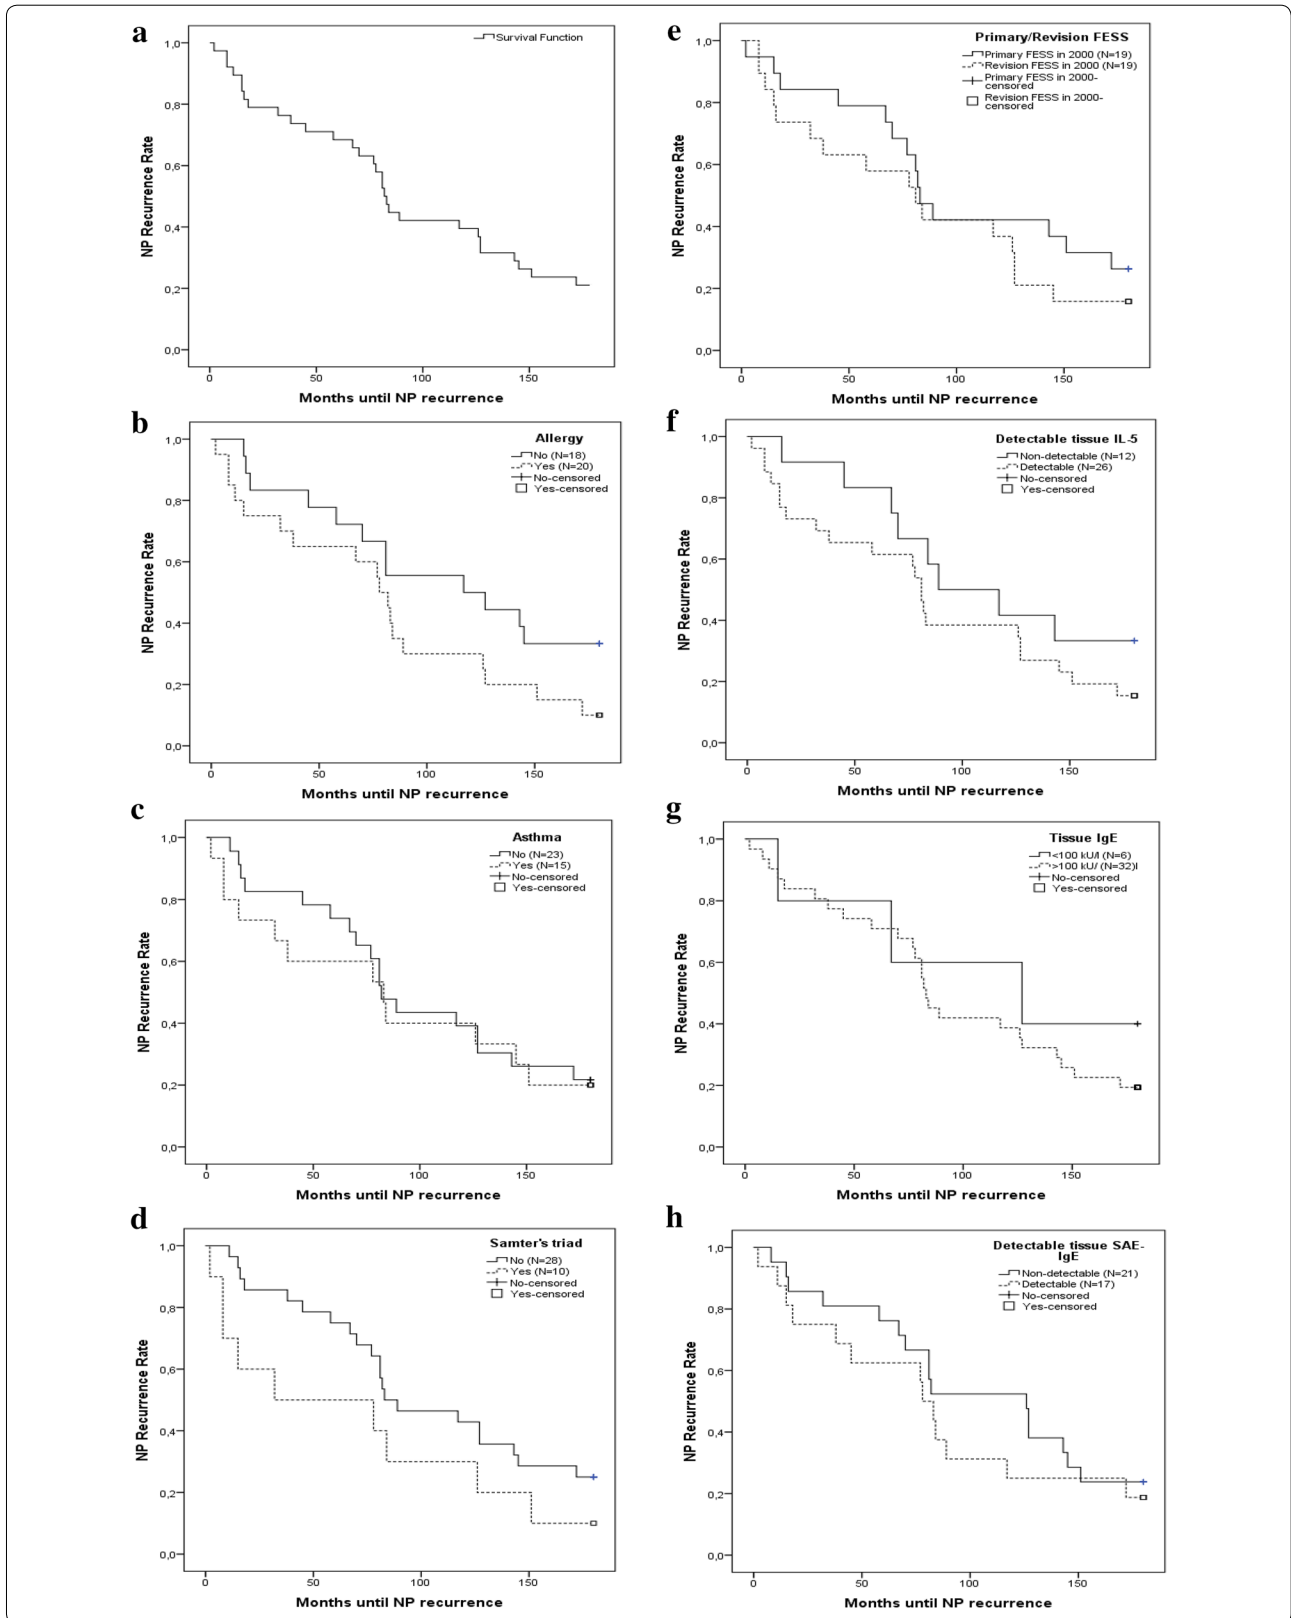 a
Survival Function
1,0
0,8
0,6
0,4
0,2
0,0
NP Recurrence Rate
0 50 100 150
Months until NP recurrence
b
Allergy
No (N=18)
Yes (N=20)
No-censored
Yes-censored
1,0
0,8
0,6
0,4
0,2
0,0
NP Recurrence Rate
0 50 100 150
Months until NP recurrence
c
Asthma
No (N=23)
Yes (N=15)
No-censored
Yes-censored
1,0
0,8
0,6
0,4
0,2
0,0
NP Recurrence Rate
0 50 100 150
Months until NP recurrence
d
Samter's triad
No (N=28)
Yes (N=10)
No-censored
Yes-censored
1,0
0,8
0,6
0,4
0,2
0,0
NP Recurrence Rate
0 50 100 150
Months until NP recurrence
e
Primary/Revision FESS
Primary FESS in 2000 (N=19)
Revision FESS in 2000 (N=19)
Primary FESS in 2000-
censored
Revision FESS in 2000-
censored
1,0
0,8
0,6
0,4
0,2
0,0
NP Recurrence Rate
0 50 100 150
Months until NP recurrence
f
Detectable tissue IL-5
Non-detectable (N=12)
Detectable (N=26)
No-censored
Yes-censored
1,0
0,8
0,6
0,4
0,2
0,0
NP Recurrence Rate
0 50 100 150
Months until NP recurrence
g
Tissue IgE
<100 kU/l (N=6)
>100 kU/ (N=32)l
No-censored
Yes-censored
1,0
0,8
0,6
0,4
0,2
0,0
NP Recurrence Rate
0 50 100 150
Months until NP recurrence
h
Detectable tissue SAE-
IgE
Non-detectable (N=21)
Detectable (N=17)
No-censored
Yes-censored
1,0
0,8
0,6
0,4
0,2
0,0
NP Recurrence Rate
0 50 100 150
Months until NP recurrence